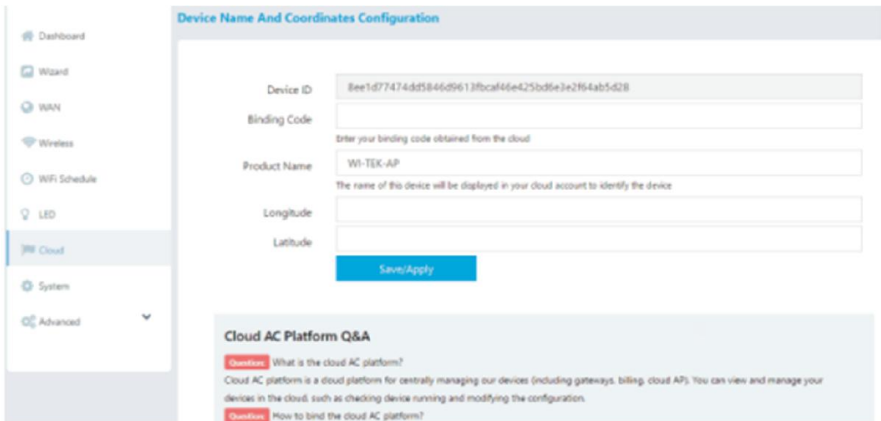 Device Name And Coordinates Configuration
Dashboard
Wizard
WAN
Wireless
WiFi Schedule
LED
Cloud
System
Advanced
Device ID
8ee1d77474dd5846d9613fbcaf46e425bd6e3e2f64ab5d28
Binding Code
Enter your binding code obtained from the cloud
Product Name
WI-TEK-AP
The name of this device will be displayed in your cloud account to identify the device
Longitude
Latitude
Save/Apply
Cloud AC Platform Q&A
Question: What is the cloud AC platform?
Cloud AC platform is a cloud platform for centrally managing our devices (including gateways, billing, cloud AP). You can view and manage your
devices in the cloud, such as checking device running and modifying the configuration.
Question: How to bind the cloud AC platform?